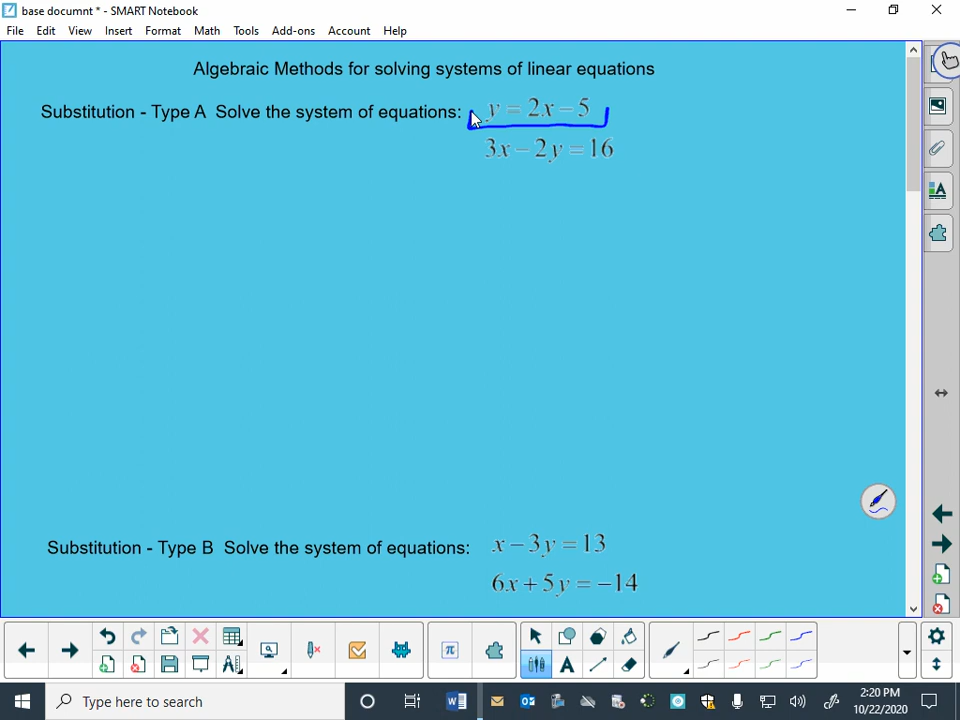 base documnt * - SMART Notebook
File Edit View Insert Format Math Tools Add-ons Account Help
Algebraic Methods for solving systems of linear equations
Substitution - Type A Solve the system of equations: y = 2x − 5
3x − 2y = 16
Substitution - Type B Solve the system of equations: x − 3y = 13
6x + 5y = −14
Type here to search
2:20 PM
10/22/2020